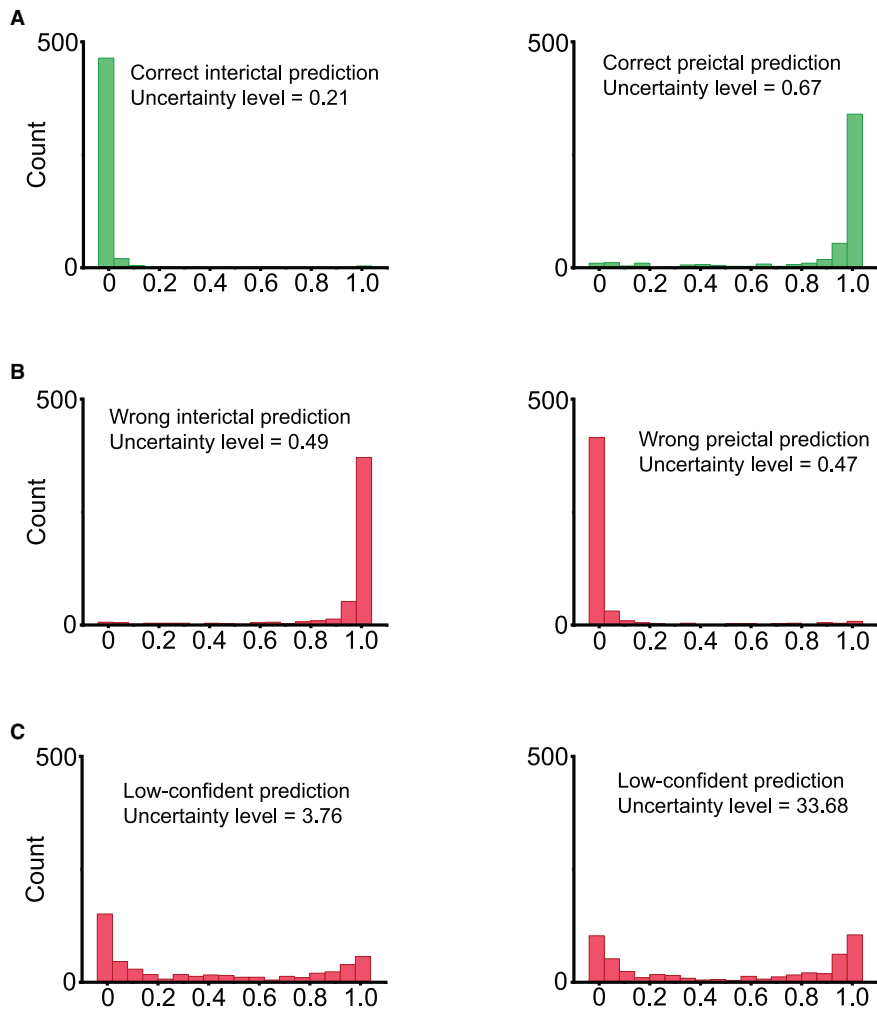 A
500
Correct interictal prediction
Uncertainty level = 0.21
Count
0
0 0.2 0.4 0.6 0.8 1.0
500
Correct preictal prediction
Uncertainty level = 0.67
0
0 0.2 0.4 0.6 0.8 1.0
B
500
Wrong interictal prediction
Uncertainty level = 0.49
Count
0
0 0.2 0.4 0.6 0.8 1.0
500
Wrong preictal prediction
Uncertainty level = 0.47
0
0 0.2 0.4 0.6 0.8 1.0
C
500
Low-confident prediction
Uncertainty level = 3.76
Count
0
0 0.2 0.4 0.6 0.8 1.0
500
Low-confident prediction
Uncertainty level = 33.68
0
0 0.2 0.4 0.6 0.8 1.0